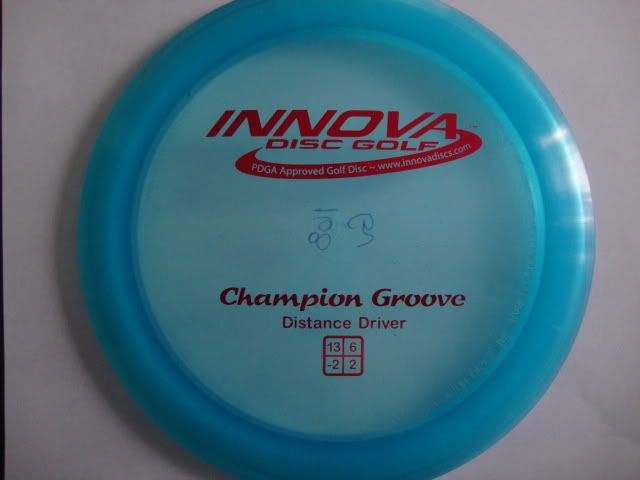 INNOVA
DISC GOLF
PDGA Approved Golf Disc ~ www.innovadiscs.com
Champion Groove
Distance Driver
13 6
-2 2